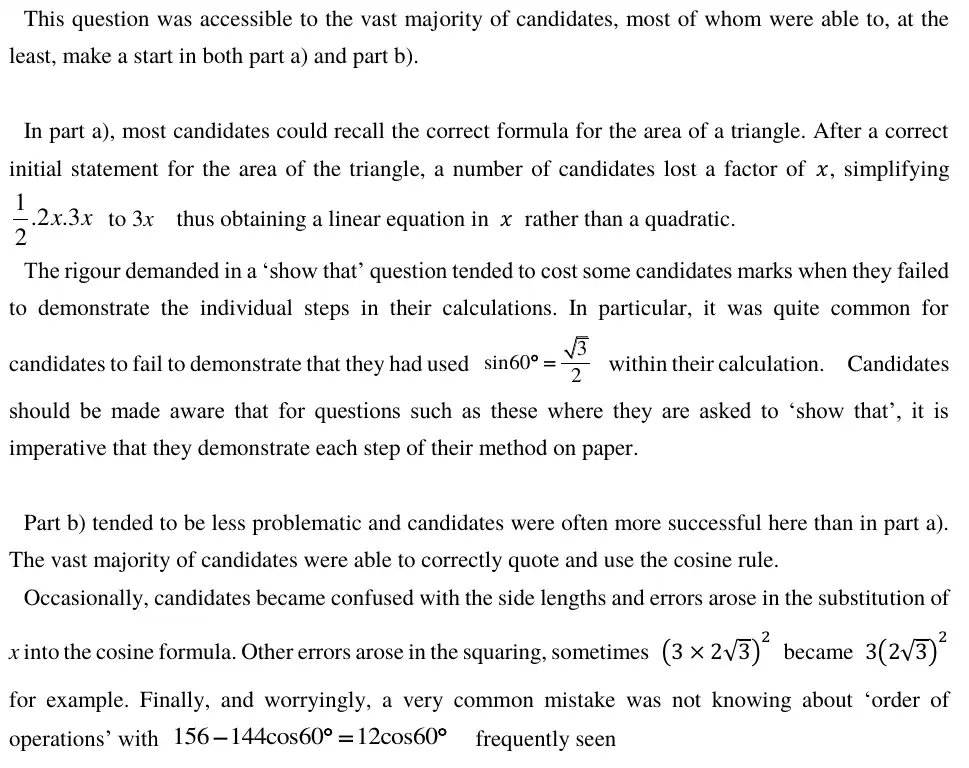 This question was accessible to the vast majority of candidates, most of whom were able to, at the
least, make a start in both part a) and part b).
In part a), most candidates could recall the correct formula for the area of a triangle. After a correct
initial statement for the area of the triangle, a number of candidates lost a factor of x, simplifying
1/2.2x.3x to 3x thus obtaining a linear equation in x rather than a quadratic.
The rigour demanded in a ‘show that’ question tended to cost some candidates marks when they failed
to demonstrate the individual steps in their calculations. In particular, it was quite common for
candidates to fail to demonstrate that they had used sin60° = √3/2 within their calculation. Candidates
should be made aware that for questions such as these where they are asked to ‘show that’, it is
imperative that they demonstrate each step of their method on paper.
Part b) tended to be less problematic and candidates were often more successful here than in part a).
The vast majority of candidates were able to correctly quote and use the cosine rule.
Occasionally, candidates became confused with the side lengths and errors arose in the substitution of
x into the cosine formula. Other errors arose in the squaring, sometimes (3 × 2√3)² became 3(2√3)²
for example. Finally, and worryingly, a very common mistake was not knowing about ‘order of
operations’ with 156–144cos60° =12cos60° frequently seen